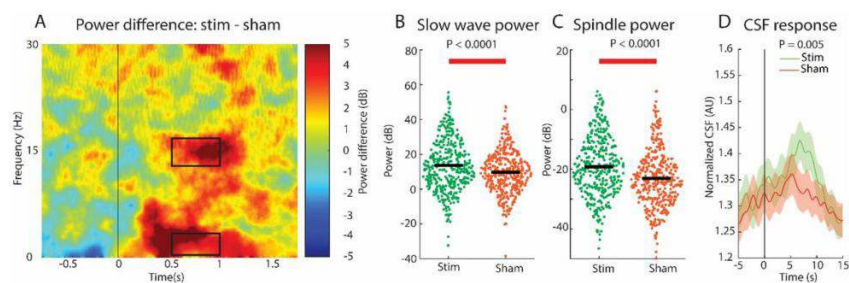 A
Power difference: stim - sham
30
15
0
Frequency (Hz)
-0.5
0
0.5
1
1.5
Time(s)
5
4
3
2
1
0
-1
-2
-3
-4
-5
Power difference (dB)
B
Slow wave power
P < 0.0001
80
60
40
20
0
-20
-40
Power (dB)
Stim
Sham
C
Spindle power
P < 0.0001
20
0
-20
-40
Power (dB)
Stim
Sham
D
CSF response
P = 0.005
Stim
Sham
1.6
1.55
1.5
1.45
1.4
1.35
1.3
1.25
1.2
Normalized CSF (AU)
-5
0
5
10
15
Time (s)